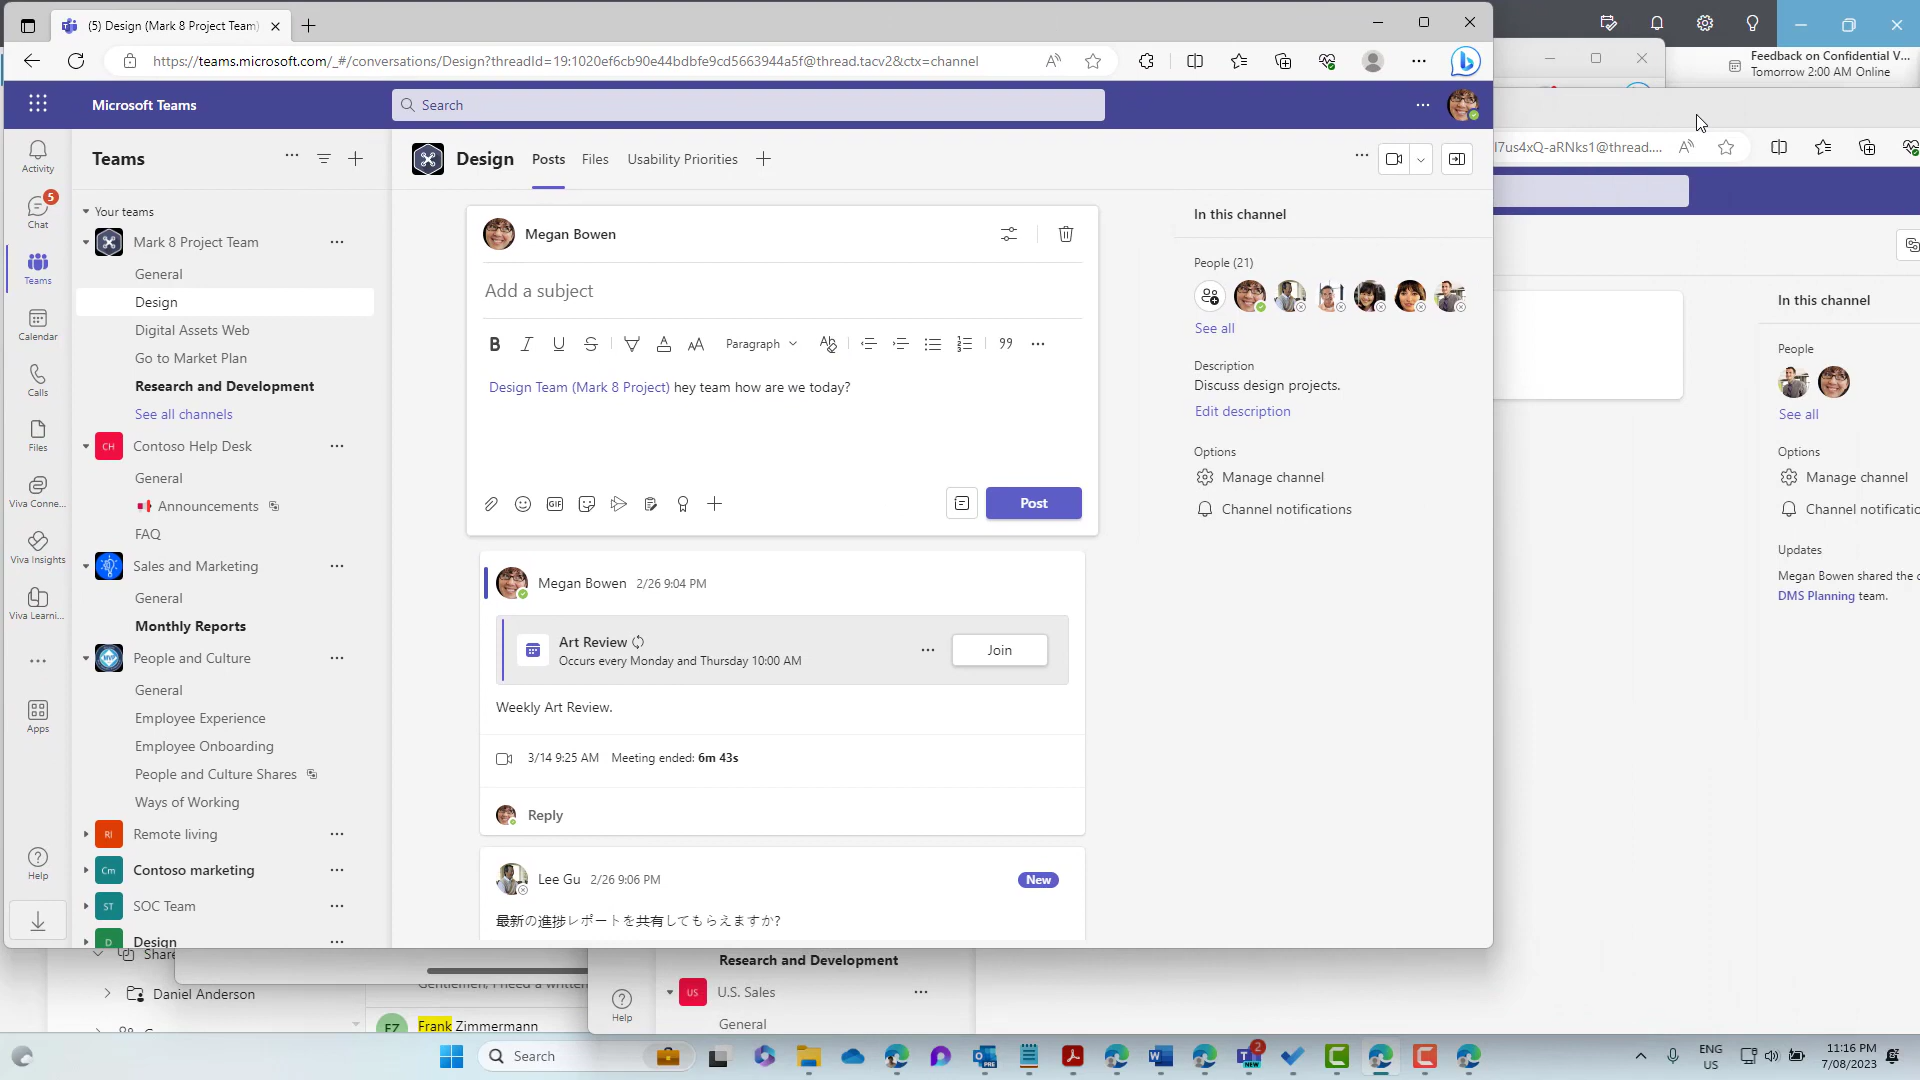 (5) Design (Mark 8 Project Team)
https://teams.microsoft.com/_#/conversations/Design?threadId=19:1020ef6cb90e44bdbfe9cd5663944a5f@thread.tacv2&ctx=channel
Microsoft Teams
Search
Activity
Chat
5
Teams
Calendar
Calls
Files
Viva Conne...
Viva Insights
Viva Learni...
Apps
Help
Teams
Your teams
Mark 8 Project Team
General
Design
Digital Assets Web
Go to Market Plan
Research and Development
See all channels
CH Contoso Help Desk
General
Announcements
FAQ
Sales and Marketing
General
Monthly Reports
People and Culture
General
Employee Experience
Employee Onboarding
People and Culture Shares
Ways of Working
Rl Remote living
Cm Contoso marketing
ST SOC Team
D Design
Design Posts Files Usability Priorities
Megan Bowen
Add a subject
Paragraph
Design Team (Mark 8 Project) hey team how are we today?
GIF
Post
Megan Bowen 2/26 9:04 PM
Art Review
Occurs every Monday and Thursday 10:00 AM
Join
Weekly Art Review.
3/14 9:25 AM Meeting ended: 6m 43s
Reply
Lee Gu 2/26 9:06 PM
New
最新の進捗レポートを共有してもらえますか?
In this channel
People (21)
See all
Description
Discuss design projects.
Edit description
Options
Manage channel
Channel notifications
Feedback on Confidential V...
Tomorrow 2:00 AM Online
l7us4xQ-aRNks1@thread....
In this channel
People
See all
Options
Manage channel
Channel notificatio
Updates
Megan Bowen shared the c
DMS Planning team.
Share
Daniel Anderson
Frank Zimmermann
Help
Research and Development
US U.S. Sales
General
Search
2
NEW
ENG
US
11:16 PM
7/08/2023